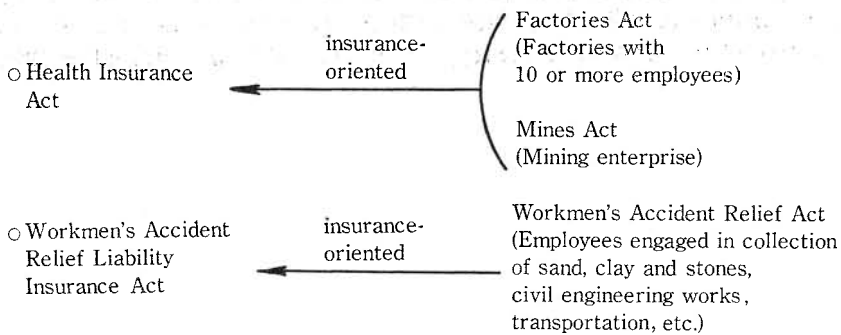 Factories Act
(Factories with
10 or more employees)
insurance-
oriented
○ Health Insurance
Act
Mines Act
(Mining enterprise)
○ Workmen's Accident
Relief Liability
Insurance Act
insurance-
oriented
Workmen's Accident Relief Act
(Employees engaged in collection
of sand, clay and stones,
civil engineering works,
transportation, etc.)